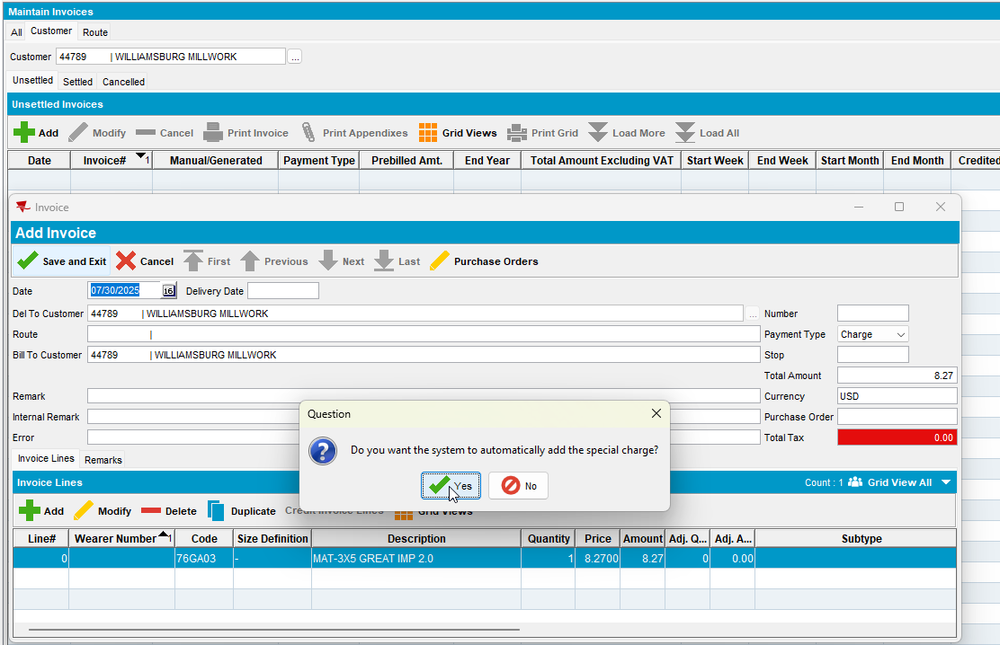 Maintain Invoices
All Customer Route
Customer 44789 | WILLIAMSBURG MILLWORK ...
Unsettled Settled Cancelled
Unsettled Invoices
Add Modify Cancel Print Invoice Print Appendixes Grid Views Print Grid Load More Load All
Date Invoice# 1 Manual/Generated Payment Type Prebilled Amt. End Year Total Amount Excluding VAT Start Week End Week Start Month End Month Credited
Invoice
Add Invoice
Save and Exit Cancel First Previous Next Last Purchase Orders
Date 07/30/2025 16 Delivery Date
Del To Customer 44789 | WILLIAMSBURG MILLWORK ... Number
Route | Payment Type Charge
Bill To Customer 44789 | WILLIAMSBURG MILLWORK Stop
Total Amount 8.27
Remark Currency USD
Internal Remark Purchase Order
Error Total Tax 0.00
Question
? Do you want the system to automatically add the special charge?
Yes No
Invoice Lines Remarks
Invoice Lines Count : 1 Grid View All
Add Modify Delete Duplicate Credit Invoice Lines Grid Views
Line# Wearer Number 1 Code Size Definition Description Quantity Price Amount Adj. Q... Adj. A... Subtype
0 76GA03 - MAT-3X5 GREAT IMP 2.0 1 8.2700 8.27 0 0.00